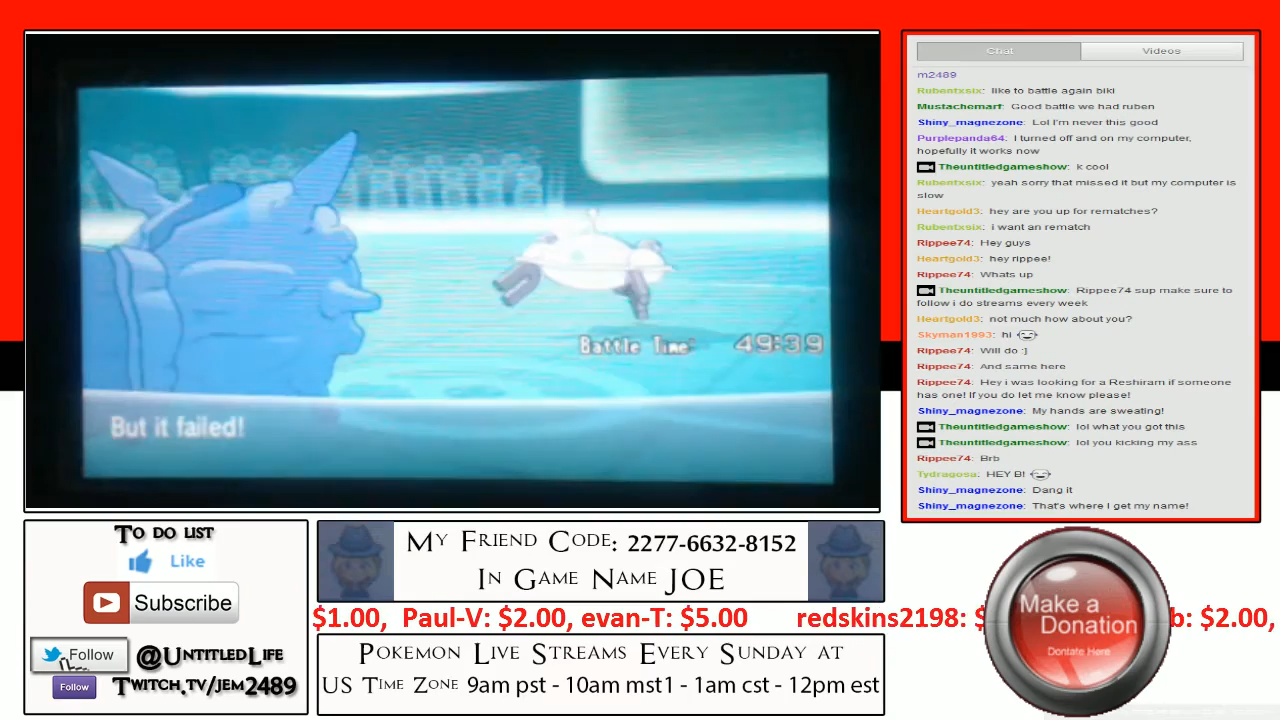 Chat
Videos
m2489
Rubentxsix: like to battle again biki
Mustachemarf: Good battle we had ruben
Shiny_magnezone: Lol I'm never this good
Purplepanda64: I turned off and on my computer,
hopefully it works now
Theuntitledgameshow: k cool
Rubentxsix: yeah sorry that missed it but my computer is
slow
Heartgold3: hey are you up for rematches?
Rubentxsix: i want an rematch
Rippee74: Hey guys
Heartgold3: hey rippee!
Rippee74: Whats up
Theuntitledgameshow: Rippee74 sup make sure to
follow i do streams every week
Heartgold3: not much how about you?
Skyman1993: hi
Rippee74: Will do :]
Rippee74: And same here
Rippee74: Hey i was looking for a Reshiram if someone
has one! If you do let me know please!
Shiny_magnezone: My hands are sweating!
Theuntitledgameshow: lol what you got this
Theuntitledgameshow: lol you kicking my ass
Rippee74: Brb
Tydragosa: HEY B!
Shiny_magnezone: Dang it
Shiny_magnezone: That's where I get my name!
Battle Time 49:39
But it failed!
To do list
Like
Subscribe
Follow @UntitledLife
Follow Twitch.tv/jem2489
My Friend Code: 2277-6632-8152
In Game Name JOE
$1.00, Paul-V: $2.00, evan-T: $5.00 redskins2198: $ b: $2.00,
Pokemon Live Streams Every Sunday at
US Time Zone 9am pst - 10am mst1 - 1am cst - 12pm est
Make a
Donation
Dontate Here